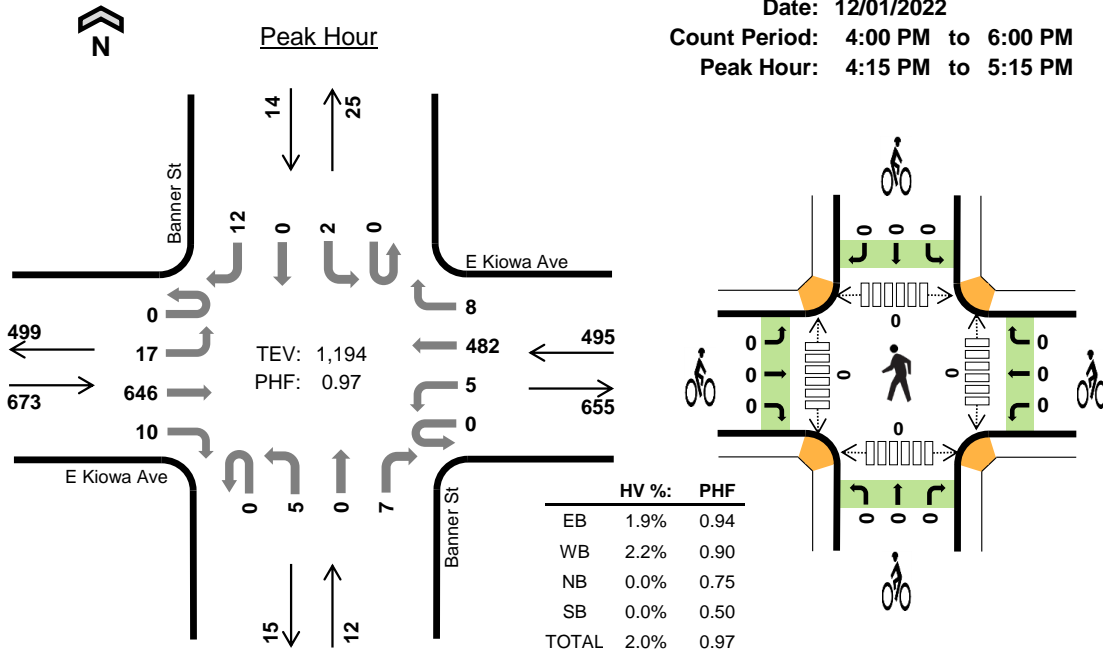 N
Peak Hour
Date: 12/01/2022
Count Period: 4:00 PM to 6:00 PM
Peak Hour: 4:15 PM to 5:15 PM
14
25
Banner St
12 0 2 0
E Kiowa Ave
0
17
646
10
499
673
TEV: 1,194
PHF: 0.97
8
482
5
0
495
655
E Kiowa Ave
0 5 0 7
Banner St
15
12
HV %: PHF
EB 1.9% 0.94
WB 2.2% 0.90
NB 0.0% 0.75
SB 0.0% 0.50
TOTAL 2.0% 0.97
0 0 0
0
0
0
0
0
0
0
0
0
0
0 0 0